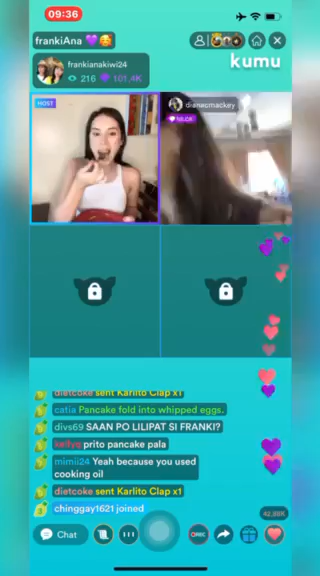 09:36
frankiAna 💜🥰
frankianakiwi24
216 101.4K
kumu
HOST
dianacmackey
dietcoke sent Karlito Clap x1
catia Pancake fold into whipped eggs.
divs69 SAAN PO LILIPAT SI FRANKI?
prito pancake pala
mimii24 Yeah because you used
cooking oil
dietcoke sent Karlito Clap x1
chinggay1621 joined
42.88K
Chat
REC